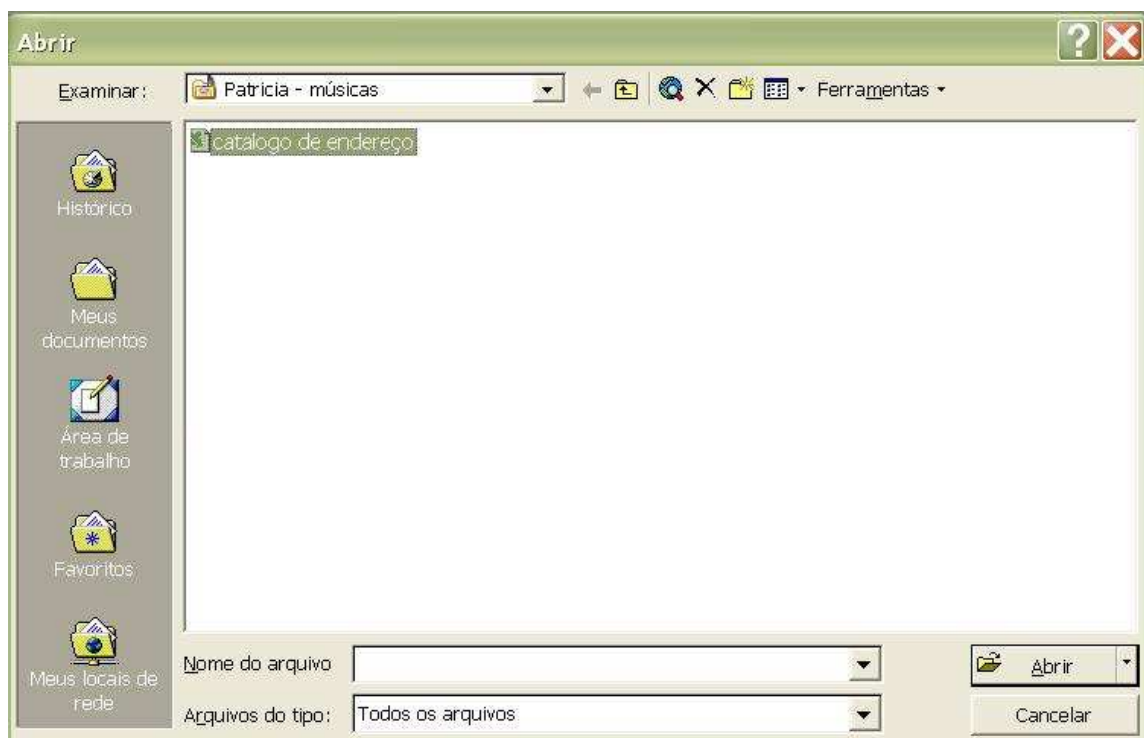 Abrir
Examinar:
Patricia - músicas
Ferramentas
catalogo de endereço
Histórico
Meus
documentos
Área de
trabalho
Favoritos
Meus locais de
rede
Nome do arquivo
Abrir
Arquivos do tipo:
Todos os arquivos
Cancelar